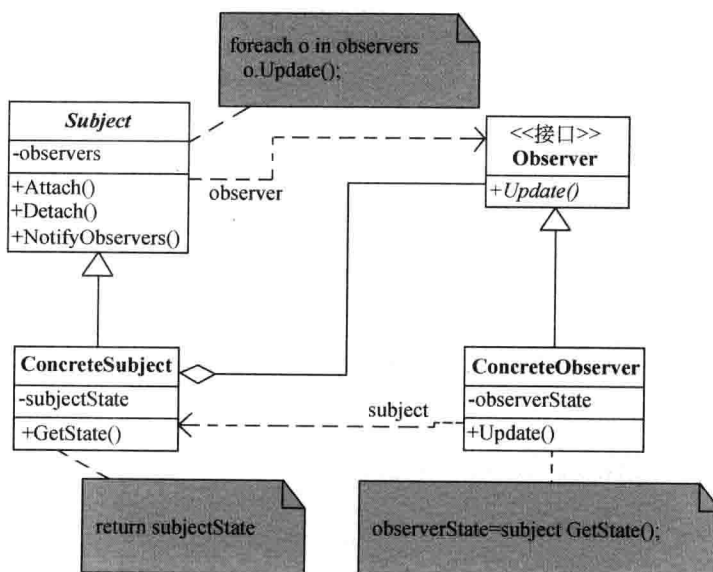 foreach o in observers
o.Update();
Subject
-observers
+Attach()
+Detach()
+NotifyObservers()
observer
<<接口>>
Observer
+Update()
ConcreteSubject
-subjectState
+GetState()
subject
ConcreteObserver
-observerState
+Update()
return subjectState
observerState=subject GetState();